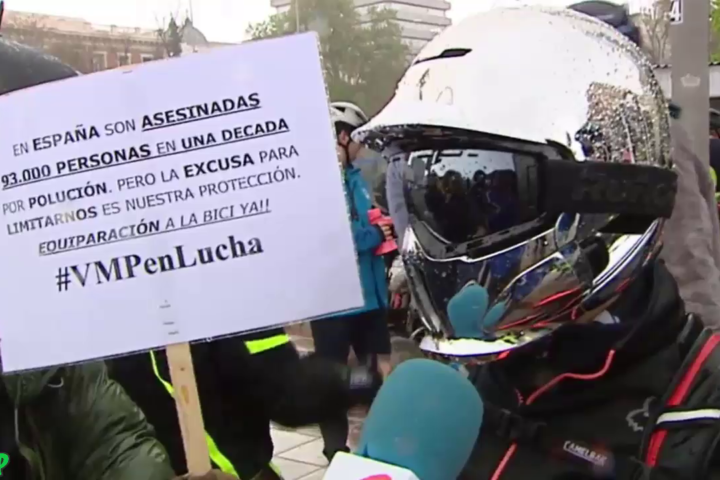 EN ESPAÑA SON ASESINADAS
93.000 PERSONAS EN UNA DECADA
POR POLUCIÓN. PERO LA EXCUSA PARA
LIMITARNOS ES NUESTRA PROTECCIÓN.
EQUIPARACIÓN A LA BICI YA!!
#VMPenLucha
CAMELBAK